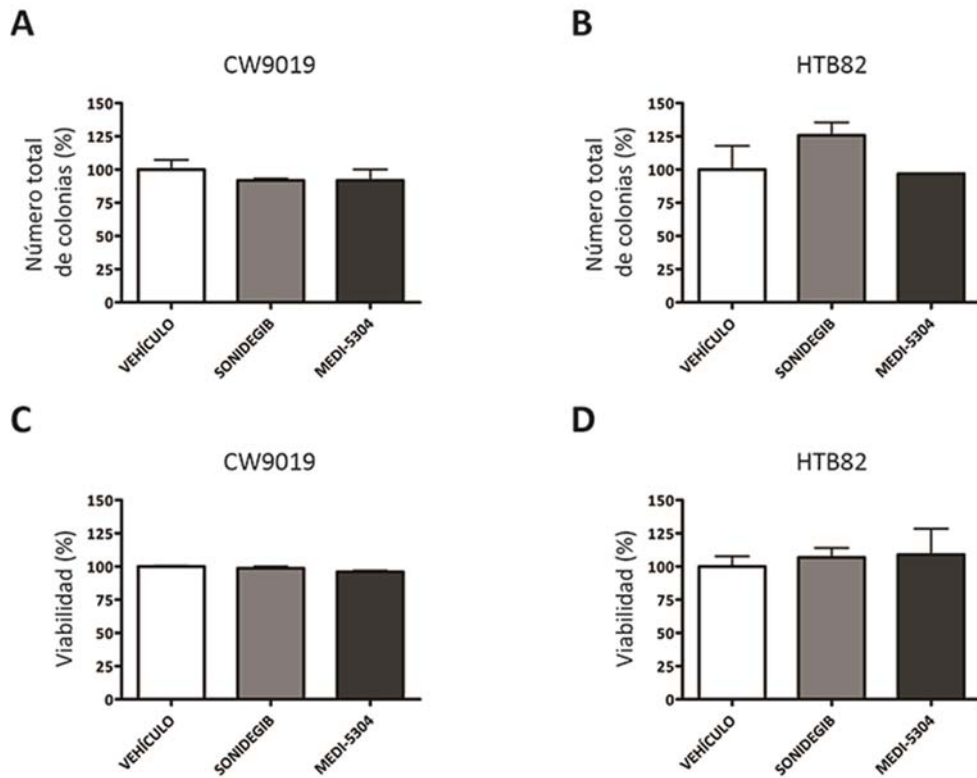 A
CW9019
Número total
de colonias (%)
150
125
100
75
50
25
0
VEHÍCULO
SONIDEGIB
MEDI-5304
B
HTB82
Número total
de colonias (%)
150
125
100
75
50
25
0
VEHÍCULO
SONIDEGIB
MEDI-5304
C
CW9019
Viabilidad (%)
150
125
100
75
50
25
0
VEHÍCULO
SONIDEGIB
MEDI-5304
D
HTB82
Viabilidad (%)
150
125
100
75
50
25
0
VEHÍCULO
SONIDEGIB
MEDI-5304